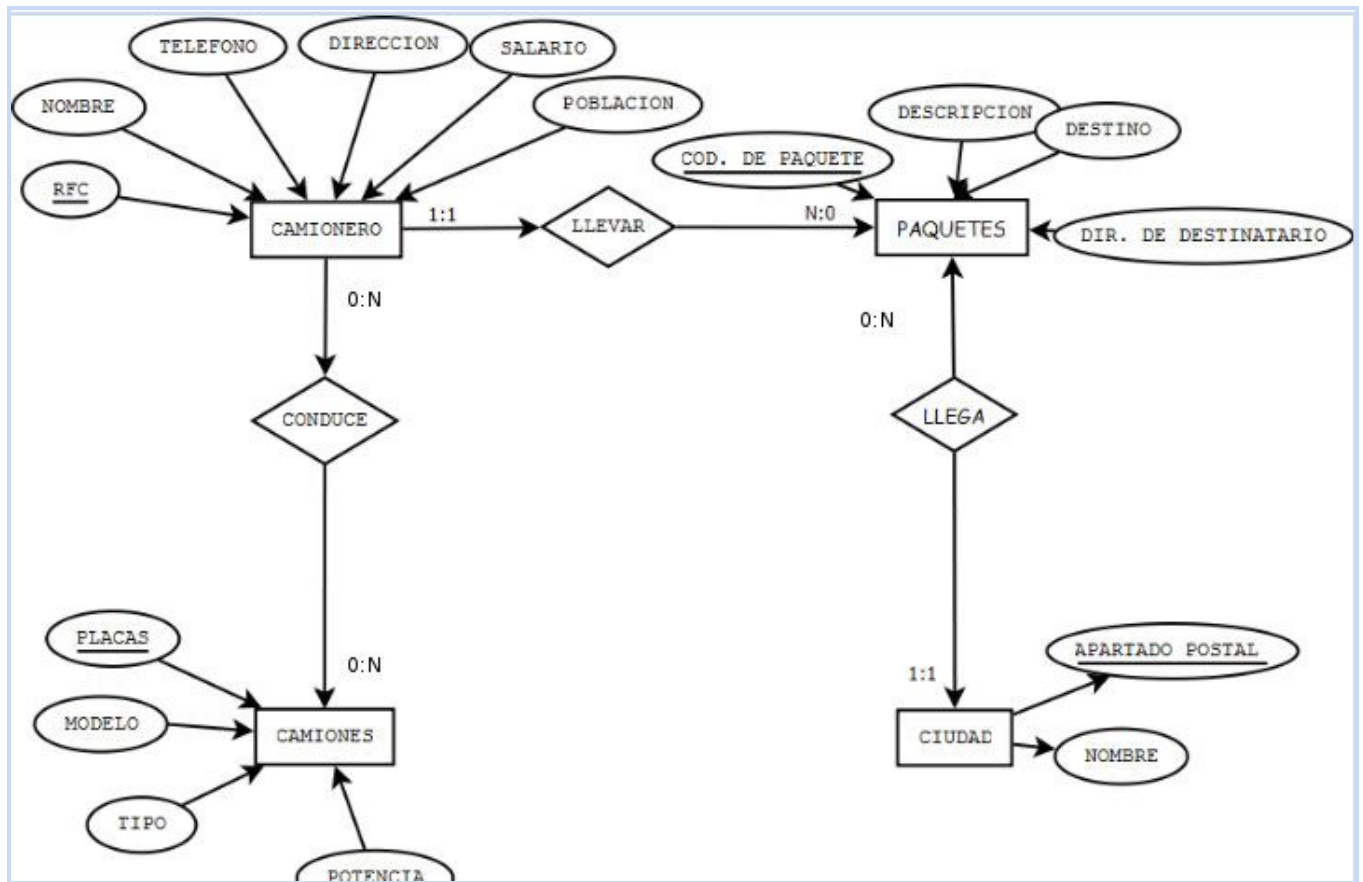 TELEFONO
DIRECCION
SALARIO
NOMBRE
POBLACION
RFC
CAMIONERO
1:1
LLEVAR
N:0
DESCRIPCION
DESTINO
COD. DE PAQUETE
PAQUETES
DIR. DE DESTINATARIO
0:N
0:N
CONDUCE
LLEGA
PLACAS
0:N
1:1
APARTADO POSTAL
MODELO
CAMIONES
CIUDAD
NOMBRE
TIPO
POTENCIA